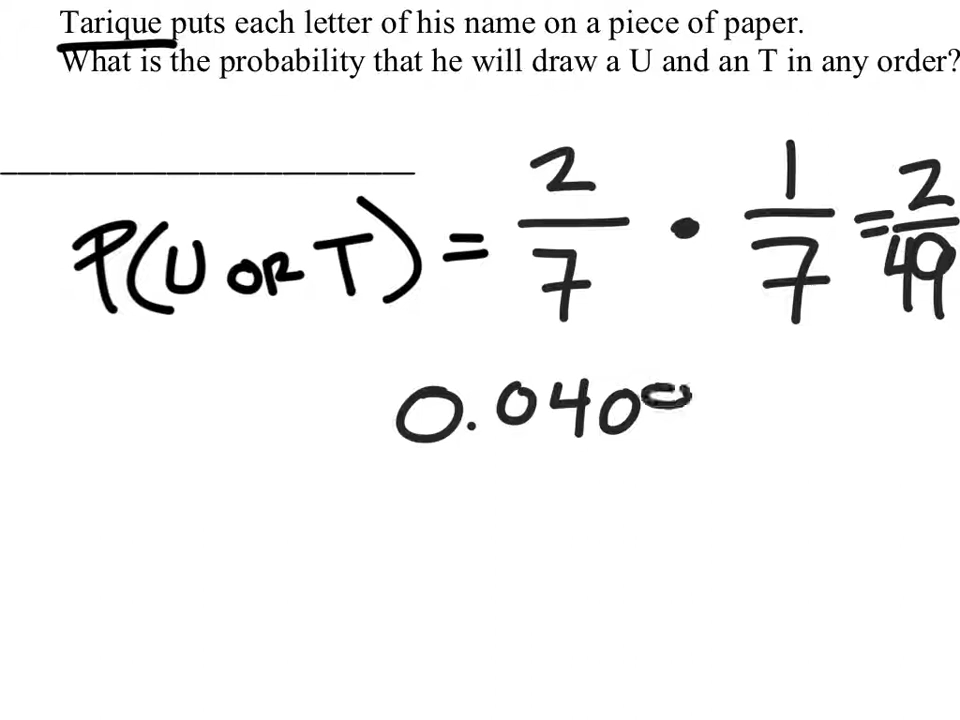 Tarique puts each letter of his name on a piece of paper.
What is the probability that he will draw a U and an T in any order?
P(U OR T) = 2/7 • 1/7 = 2/49
0.040